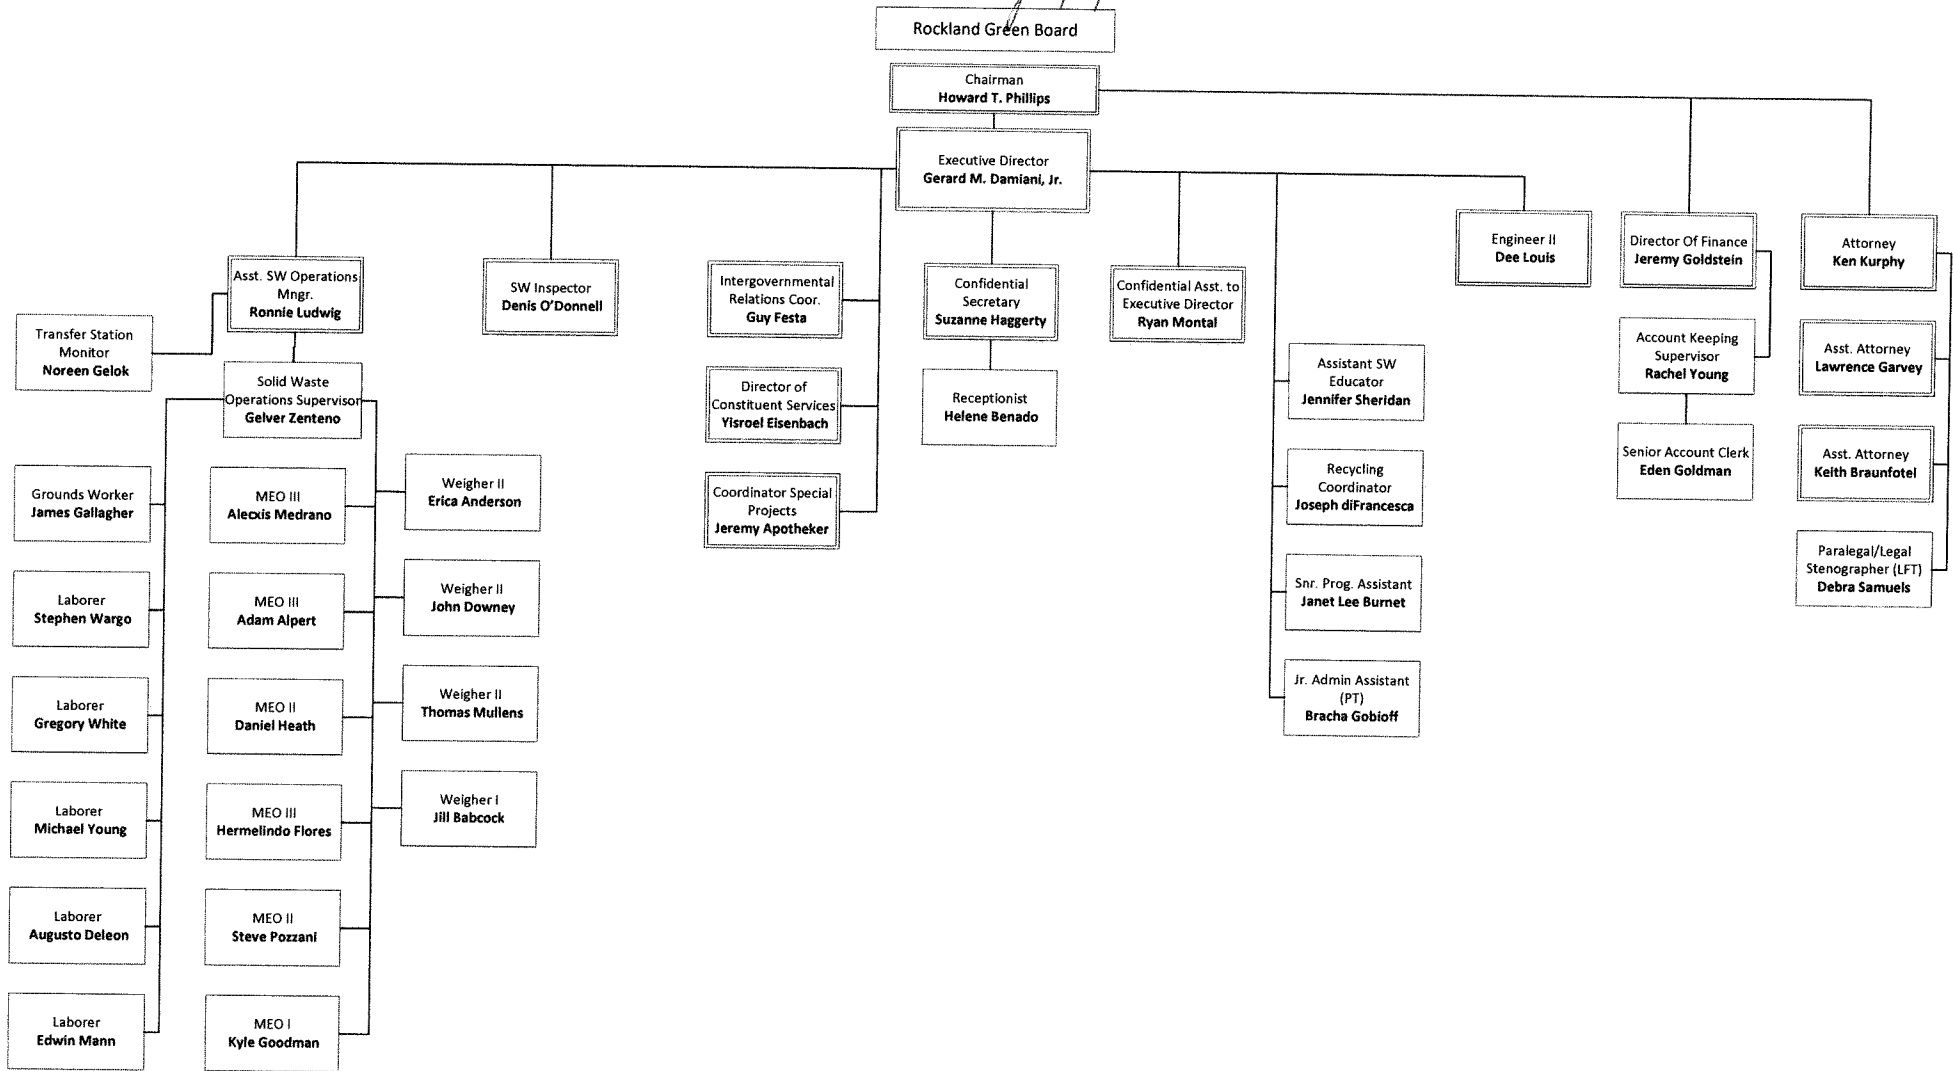 Rockland Green Board
Chairman
Howard T. Phillips
Executive Director
Gerard M. Damiani, Jr.
Asst. SW Operations
Mngr.
Ronnie Ludwig
SW Inspector
Denis O'Donnell
Intergovernmental
Relations Coor.
Guy Festa
Confidential
Secretary
Suzanne Haggerty
Confidential Asst. to
Executive Director
Ryan Montal
Engineer II
Dee Louis
Director Of Finance
Jeremy Goldstein
Attorney
Ken Kurphy
Transfer Station
Monitor
Noreen Gelok
Solid Waste
Operations Supervisor
Gelver Zenteno
Director of
Constituent Services
Yisroel Eisenbach
Receptionist
Helene Benado
Assistant SW
Educator
Jennifer Sheridan
Account Keeping
Supervisor
Rachel Young
Asst. Attorney
Lawrence Garvey
Grounds Worker
James Gallagher
MEO III
Alecxis Medrano
Weigher II
Erica Anderson
Coordinator Special
Projects
Jeremy Apotheker
Recycling
Coordinator
Joseph diFrancesca
Senior Account Clerk
Eden Goldman
Asst. Attorney
Keith Braunfotel
Laborer
Stephen Wargo
MEO III
Adam Alpert
Weigher II
John Downey
Snr. Prog. Assistant
Janet Lee Burnet
Paralegal/Legal
Stenographer (LFT)
Debra Samuels
Laborer
Gregory White
MEO II
Daniel Heath
Weigher II
Thomas Mullens
Jr. Admin Assistant
(PT)
Bracha Gobioff
Laborer
Michael Young
MEO III
Hermelindo Flores
Weigher I
Jill Babcock
Laborer
Augusto Deleon
MEO II
Steve Pozzani
Laborer
Edwin Mann
MEO I
Kyle Goodman